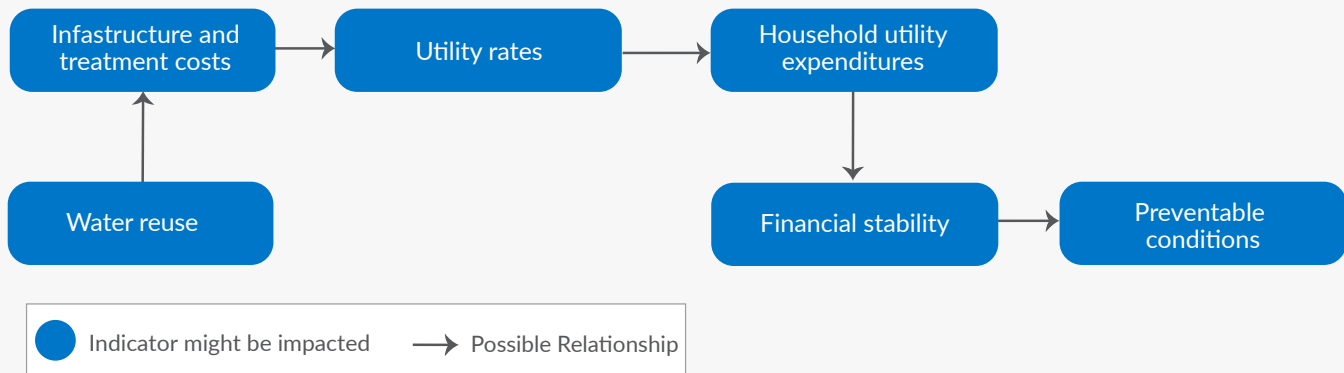 Infastructure and
treatment costs
Utility rates
Household utility
expenditures
Water reuse
Financial stability
Preventable
conditions
Indicator might be impacted
Possible Relationship